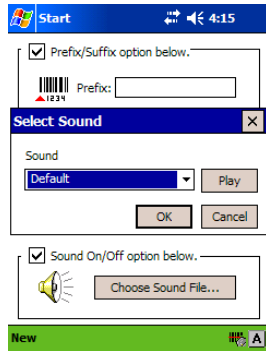 Start 4:15
Prefix/Suffix option below.
1234 Prefix:
Select Sound
Sound
Default Play
OK Cancel
Sound On/Off option below.
Choose Sound File...
New A